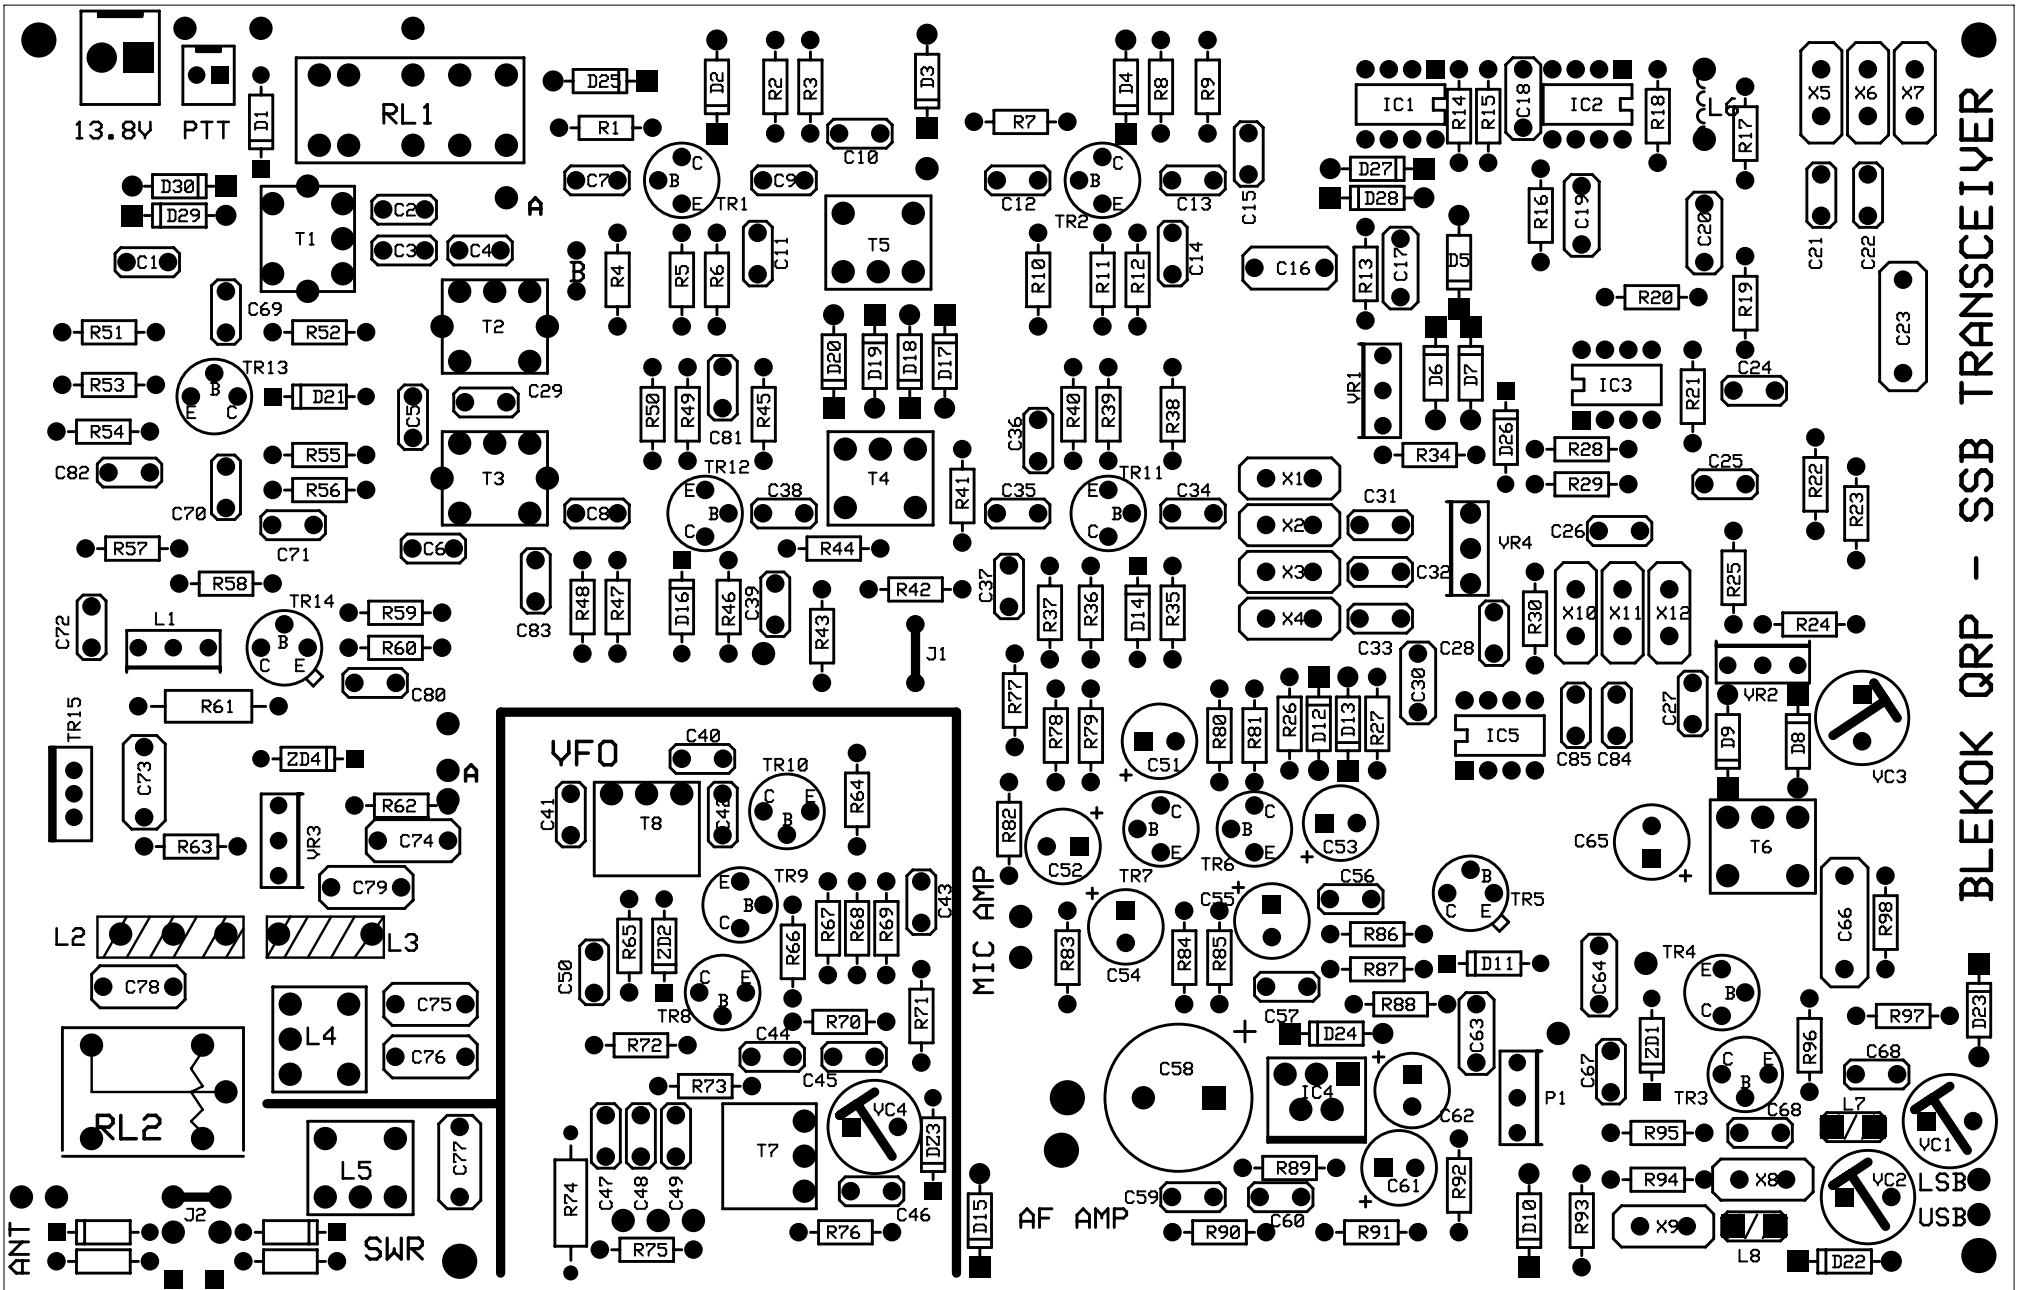 13.8V PTT
D1
RL1
D25
R1
D2
R2
R3
D3
C10
R7
D4
R8
R9
IC1
R14
R15
C18
IC2
R18
L6
R17
X5
X6
X7
D30
D29
C1
T1
C2
C3
C4
A
C7
C
B
E
TR1
C9
C11
T5
C12
C
B
E
TR2
C13
C15
C14
D27
D28
R16
C19
C20
C21
C22
B
R4
R5
R6
R10
R11
R12
C16
R13
C17
D5
R20
R19
C23
C69
R51
R52
T2
D20
D19
D18
D17
TR13
B
E
C
R53
D21
C5
C29
R50
R49
C81
R45
R40
R39
R38
C36
VR1
D6
D7
D26
IC3
R21
C24
R54
R55
C82
R56
C70
C71
T3
C6
C8
TR12
E
B
C
C38
T4
R41
C35
TR11
E
B
C
C34
X1
X2
X3
X4
C31
C32
C33
R34
VR4
R28
R29
C25
C26
R22
R23
R57
R58
C83
R48
R47
D16
R46
C39
R44
R43
R42
C37
R37
R36
D14
R35
R30
C28
X10
X11
X12
R25
R24
C72
L1
TR14
B
C
E
R59
R60
C80
J1
R77
R78
R79
R80
R81
R26
D12
D13
R27
C30
IC5
C85
C84
C27
VR2
D9
D8
VC3
R61
TR15
C73
ZD4
A
R62
VR3
C74
R63
C79
VFO
C40
C41
T8
C42
TR10
C
E
B
R64
R82
+
C51
+
C52
C
B
E
TR7
C
B
E
TR6
+
C53
C65
+
T6
L2
L3
C78
R65
ZD2
TR9
E
B
C
R66
R67
R68
R69
C43
C50
MIC AMP
R83
+
C54
R84
R85
+
C55
C56
R86
R87
R88
D11
B
C
E
TR5
C64
TR4
E
B
C
C66
R98
L4
C75
C76
C
E
B
TR8
R70
R71
R72
C44
C45
R73
C57
+
D24
C63
ZD1
R96
R97
D23
RL2
C77
L5
C58
IC4
+
C62
P1
C67
TR3
E
C
B
C68
C68
L7
VC1
R74
C47
C48
C49
T7
VC4
DZ3
C46
R75
R76
D15
AF AMP
C59
R89
R90
C60
+
C61
R91
R92
D10
R93
R95
R94
X8
X9
L8
VC2
D22
LSB
USB
ANT
J2
SWR
BLEKOK QRP - SSB TRANSCEIVER